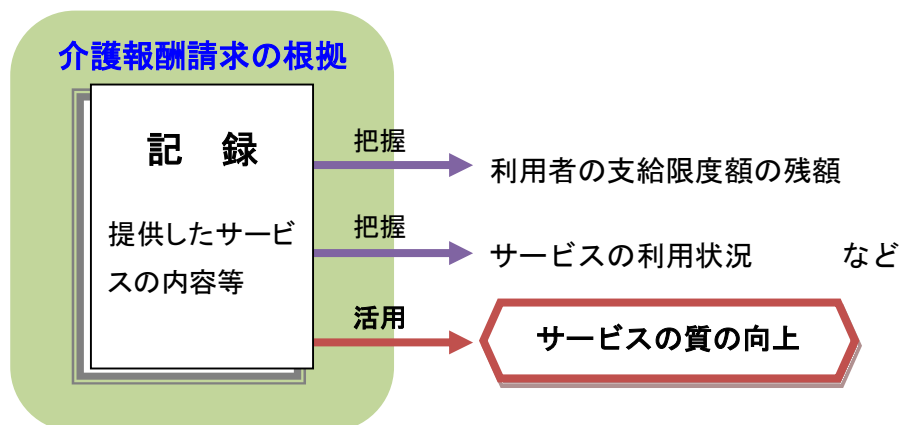 介護報酬請求の根拠
記 録
提供したサービ
スの内容等
把握
利用者の支給限度額の残額
把握
サービスの利用状況 など
活用
サービスの質の向上